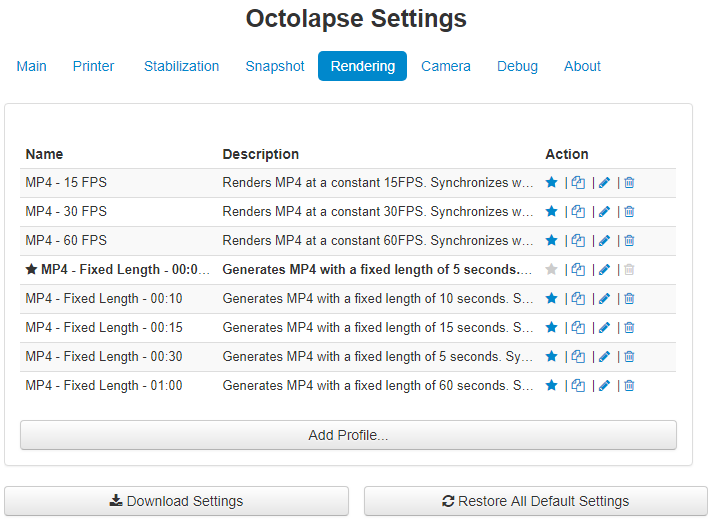 Octolapse Settings
Main Printer Stabilization Snapshot Rendering Camera Debug About
Name Description Action
MP4 - 15 FPS Renders MP4 at a constant 15FPS. Synchronizes w... | | |
MP4 - 30 FPS Renders MP4 at a constant 30FPS. Synchronizes w... | | |
MP4 - 60 FPS Renders MP4 at a constant 60FPS. Synchronizes w... | | |
MP4 - Fixed Length - 00:0... Generates MP4 with a fixed length of 5 seconds.... | | |
MP4 - Fixed Length - 00:10 Generates MP4 with a fixed length of 10 seconds. S... | | |
MP4 - Fixed Length - 00:15 Generates MP4 with a fixed length of 15 seconds. S... | | |
MP4 - Fixed Length - 00:30 Generates MP4 with a fixed length of 5 seconds. Sy... | | |
MP4 - Fixed Length - 01:00 Generates MP4 with a fixed length of 60 seconds. S... | | |
Add Profile...
Download Settings Restore All Default Settings